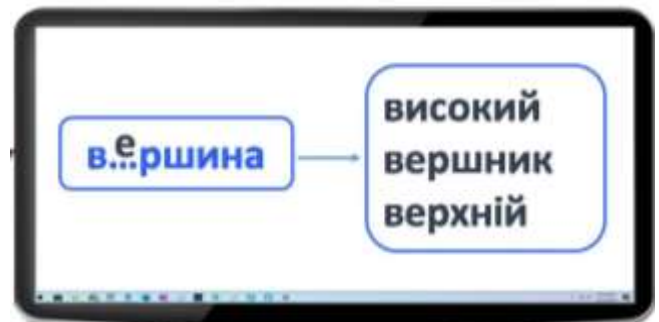 в...ршина
е
високий
вершник
верхній